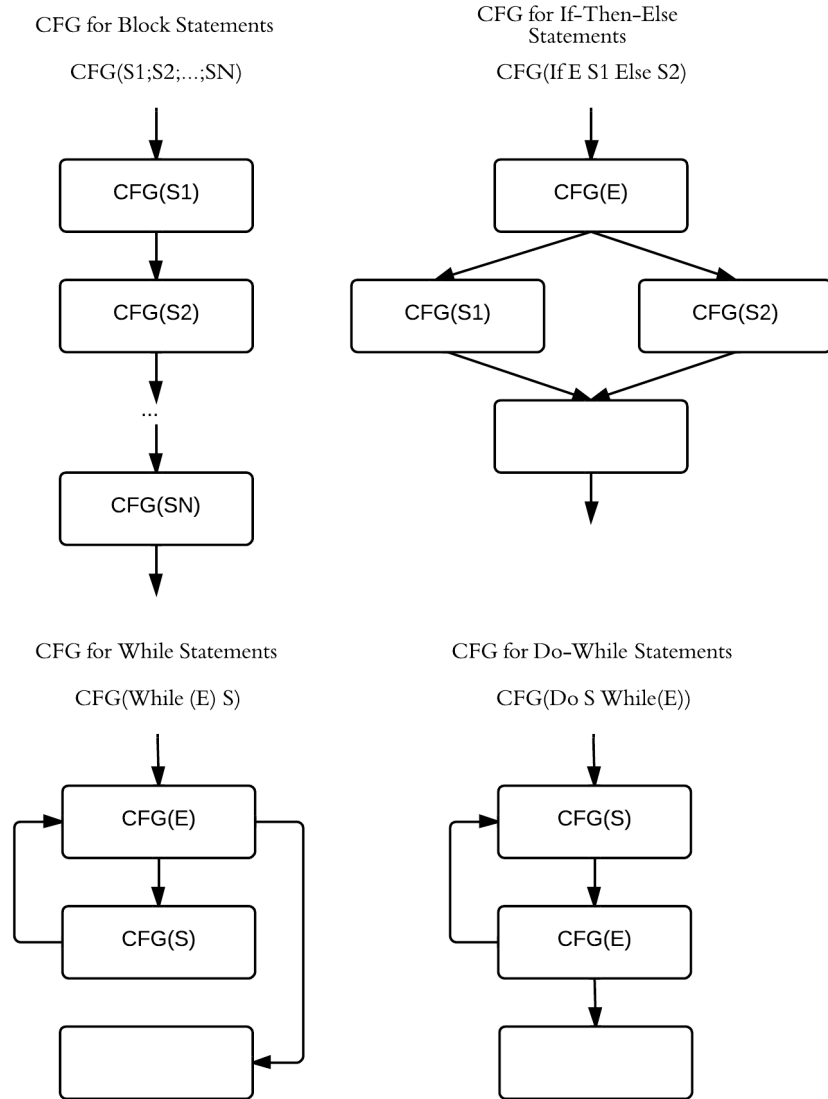 CFG for Block Statements
CFG(S1;S2;...;SN)
CFG(S1)
CFG(S2)
...
CFG(SN)
CFG for If-Then-Else
Statements
CFG(If E S1 Else S2)
CFG(E)
CFG(S1)
CFG(S2)
CFG for While Statements
CFG(While (E) S)
CFG(E)
CFG(S)
CFG for Do-While Statements
CFG(Do S While(E))
CFG(S)
CFG(E)